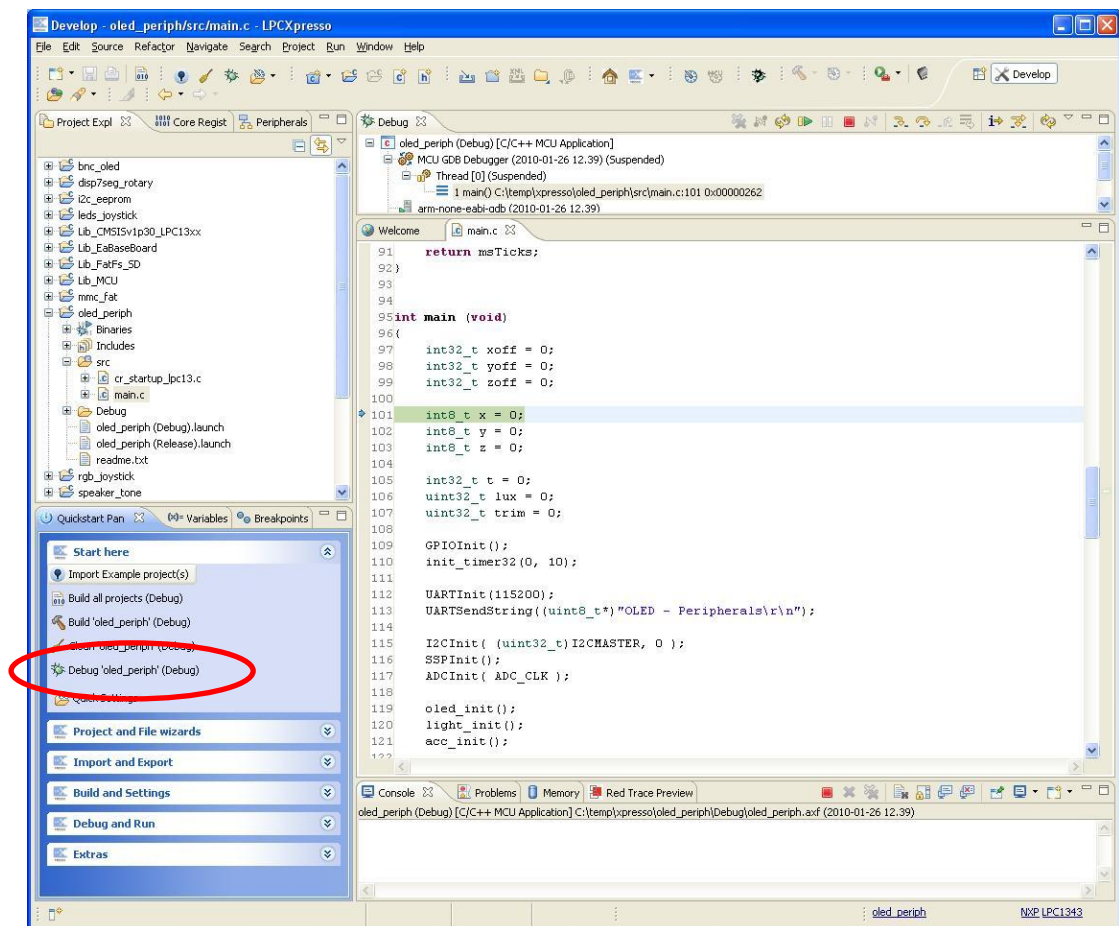 Develop - oled_periph/src/main.c - LPCXpresso
File Edit Source Refactor Navigate Search Project Run Window Help
Develop
Project Expl
Core Regist
Peripherals
bnc_oled
disp7seg_rotary
i2c_eeprom
leds_joystick
Lib_CMSISv1p30_LPC13xx
Lib_EaBaseBoard
Lib_FatFs_SD
Lib_MCU
mmc_fat
oled_periph
Binaries
Includes
src
cr_startup_lpc13.c
main.c
Debug
oled_periph (Debug).launch
oled_periph (Release).launch
readme.txt
rgb_joystick
speaker_tone
Quickstart Pan
Variables
Breakpoints
Start here
Import Example project(s)
Build all projects (Debug)
Build 'oled_periph' (Debug)
Clean 'oled_periph' (Debug)
Debug 'oled_periph' (Debug)
Quick Settings
Project and File wizards
Import and Export
Build and Settings
Debug and Run
Extras
Debug
oled_periph (Debug) [C/C++ MCU Application]
MCU GDB Debugger (2010-01-26 12.39) (Suspended)
Thread [0] (Suspended)
1 main() C:\temp\xpresso\oled_periph\src\main.c:101 0x00000262
arm-none-eabi-gdb (2010-01-26 12.39)
Welcome
main.c
91 return msTicks;
92 }
93
94
95 int main (void)
96 {
97 int32_t xoff = 0;
98 int32_t yoff = 0;
99 int32_t zoff = 0;
100
101 int8_t x = 0;
102 int8_t y = 0;
103 int8_t z = 0;
104
105 int32_t t = 0;
106 uint32_t lux = 0;
107 uint32_t trim = 0;
108
109 GPIOInit();
110 init_timer32(0, 10);
111
112 UARTInit(115200);
113 UARTSendString((uint8_t*)"OLED - Peripherals\r\n");
114
115 I2CInit( (uint32_t)I2CMASTER, 0 );
116 SSPInit();
117 ADCInit( ADC_CLK );
118
119 oled_init();
120 light_init();
121 acc_init();
122
Console
Problems
Memory
Red Trace Preview
oled_periph (Debug) [C/C++ MCU Application] C:\temp\xpresso\oled_periph\Debug\oled_periph.axf (2010-01-26 12.39)
oled_periph
NXP LPC1343